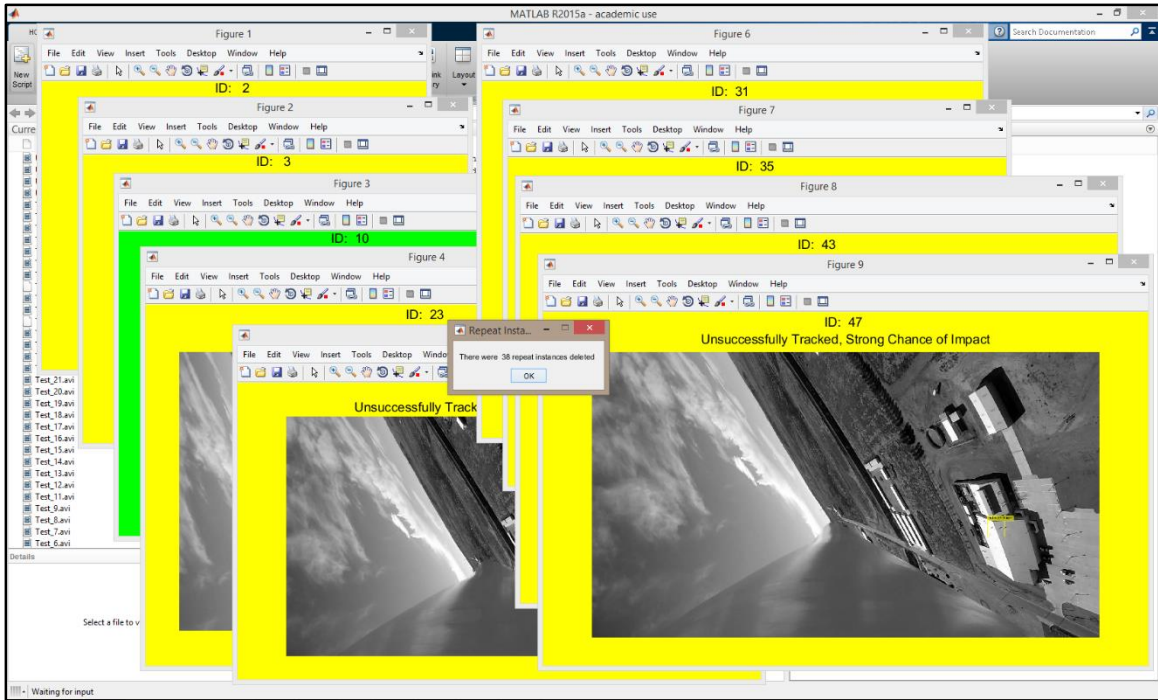 MATLAB R2015a - academic use
Search Documentation
New
Script
Layout
Figure 1
File Edit View Insert Tools Desktop Window Help
ID: 2
Figure 2
File Edit View Insert Tools Desktop Window Help
ID: 3
Figure 3
File Edit View Insert Tools Desktop Window Help
ID: 10
Figure 4
File Edit View Insert Tools Desktop Window Help
ID: 23
File Edit View Insert Tools Desktop
Unsuccessfully
Figure 6
File Edit View Insert Tools Desktop Window Help
ID: 31
Figure 7
File Edit View Insert Tools Desktop Window Help
ID: 35
Figure 8
File Edit View Insert Tools Desktop Window Help
ID: 43
Figure 9
File Edit View Insert Tools Desktop Window Help
ID: 47
Unsuccessfully Tracked, Strong Chance of Impact
Repeat Insta...
There were 38 repeat instances deleted
OK
Test_21.avi
Test_20.avi
Test_19.avi
Test_18.avi
Test_17.avi
Test_16.avi
Test_15.avi
Test_14.avi
Test_13.avi
Test_12.avi
Test_11.avi
Test_9.avi
Test_8.avi
Test_7.avi
Test_6.avi
Details
Select a file to v
Waiting for input